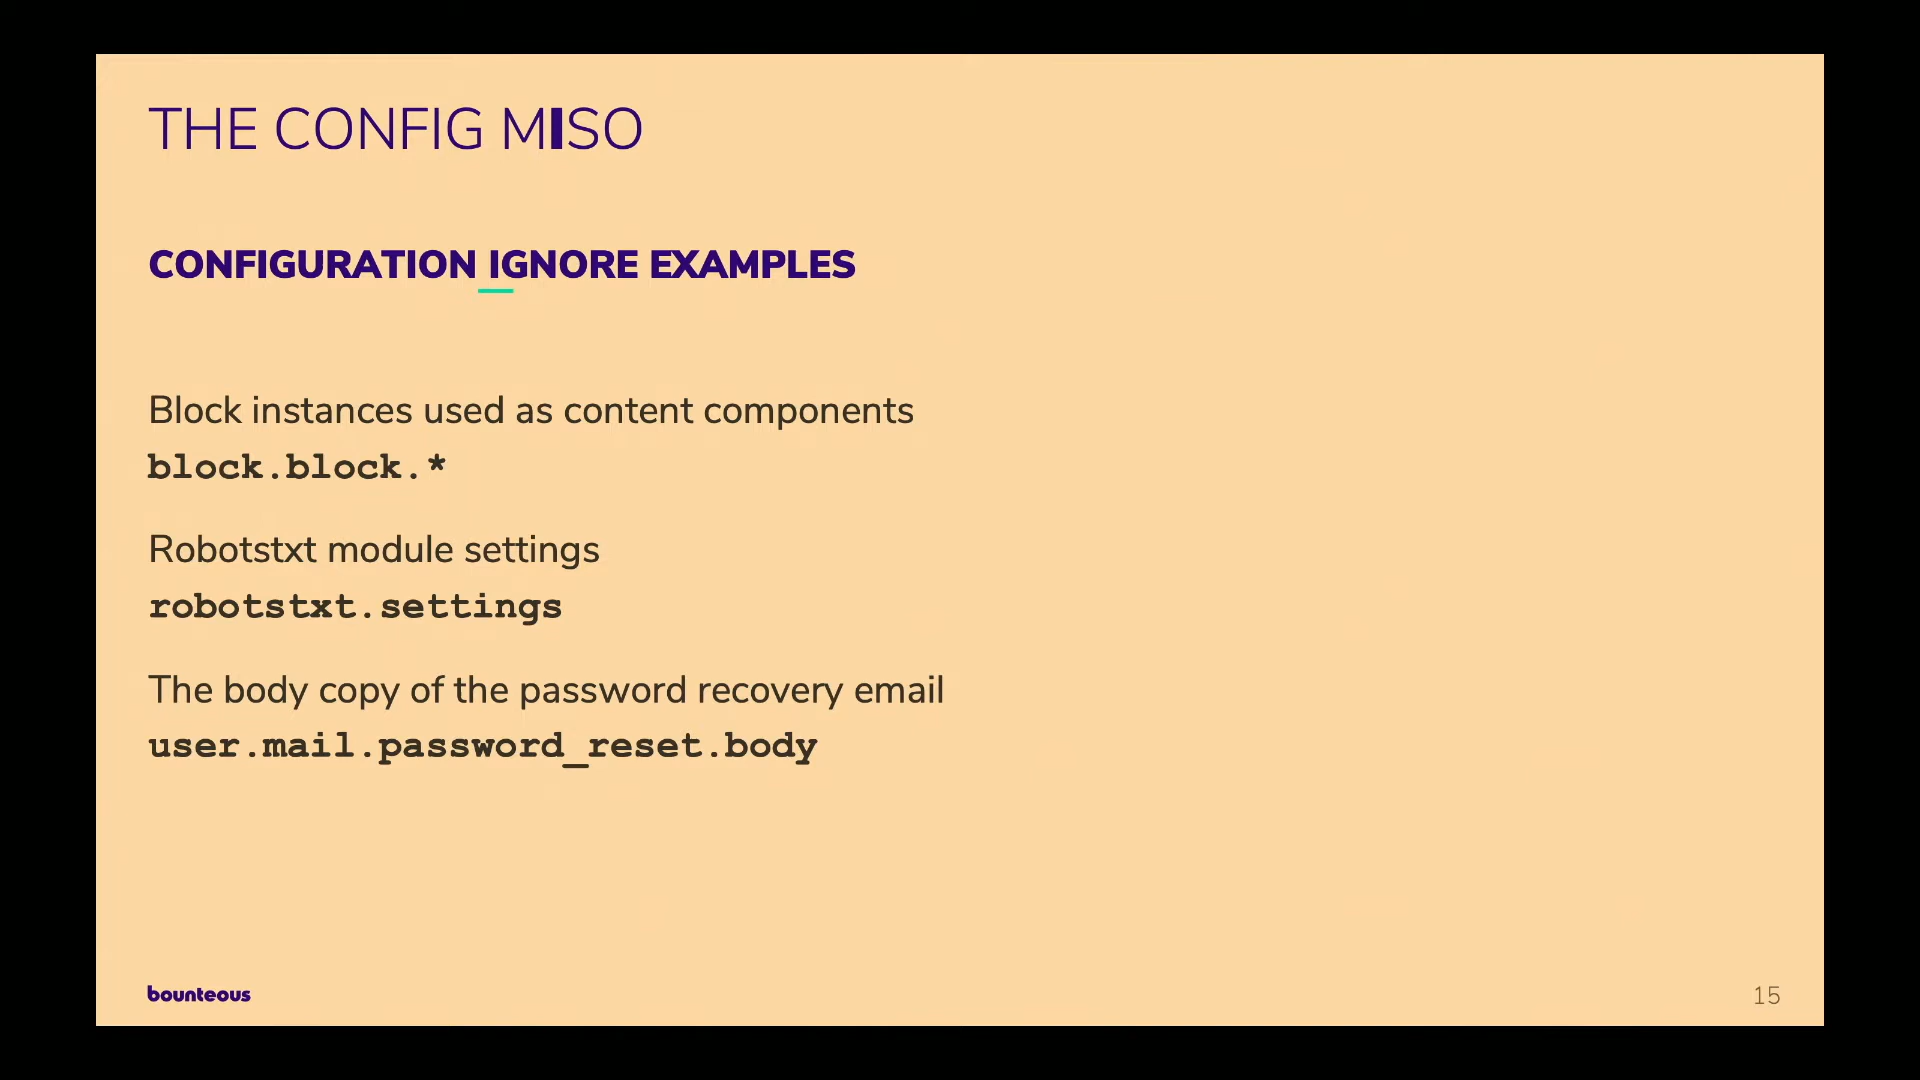 THE CONFIG MISO
CONFIGURATION IGNORE EXAMPLES
Block instances used as content components
block.block.*
Robotstxt module settings
robotstxt.settings
The body copy of the password recovery email
user.mail.password_reset.body
bounteous
15